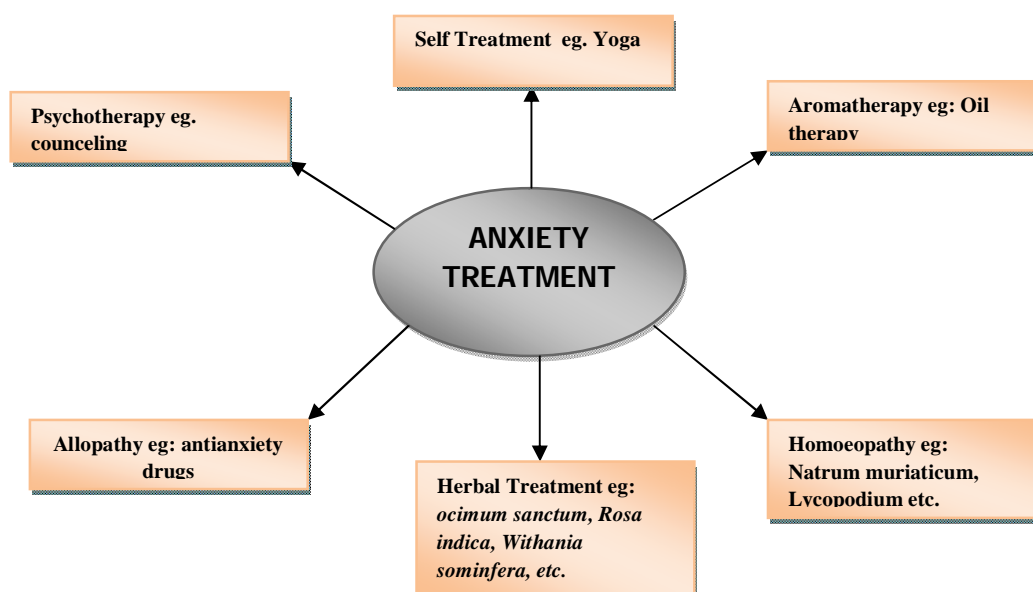 Self Treatment eg. Yoga
Psychotherapy eg.
counceling
Aromatherapy eg: Oil
therapy
ANXIETY
TREATMENT
Allopathy eg: antianxiety
drugs
Herbal Treatment eg:
ocimum sanctum, Rosa
indica, Withania
sominfera, etc.
Homoeopathy eg:
Natrum muriaticum,
Lycopodium etc.